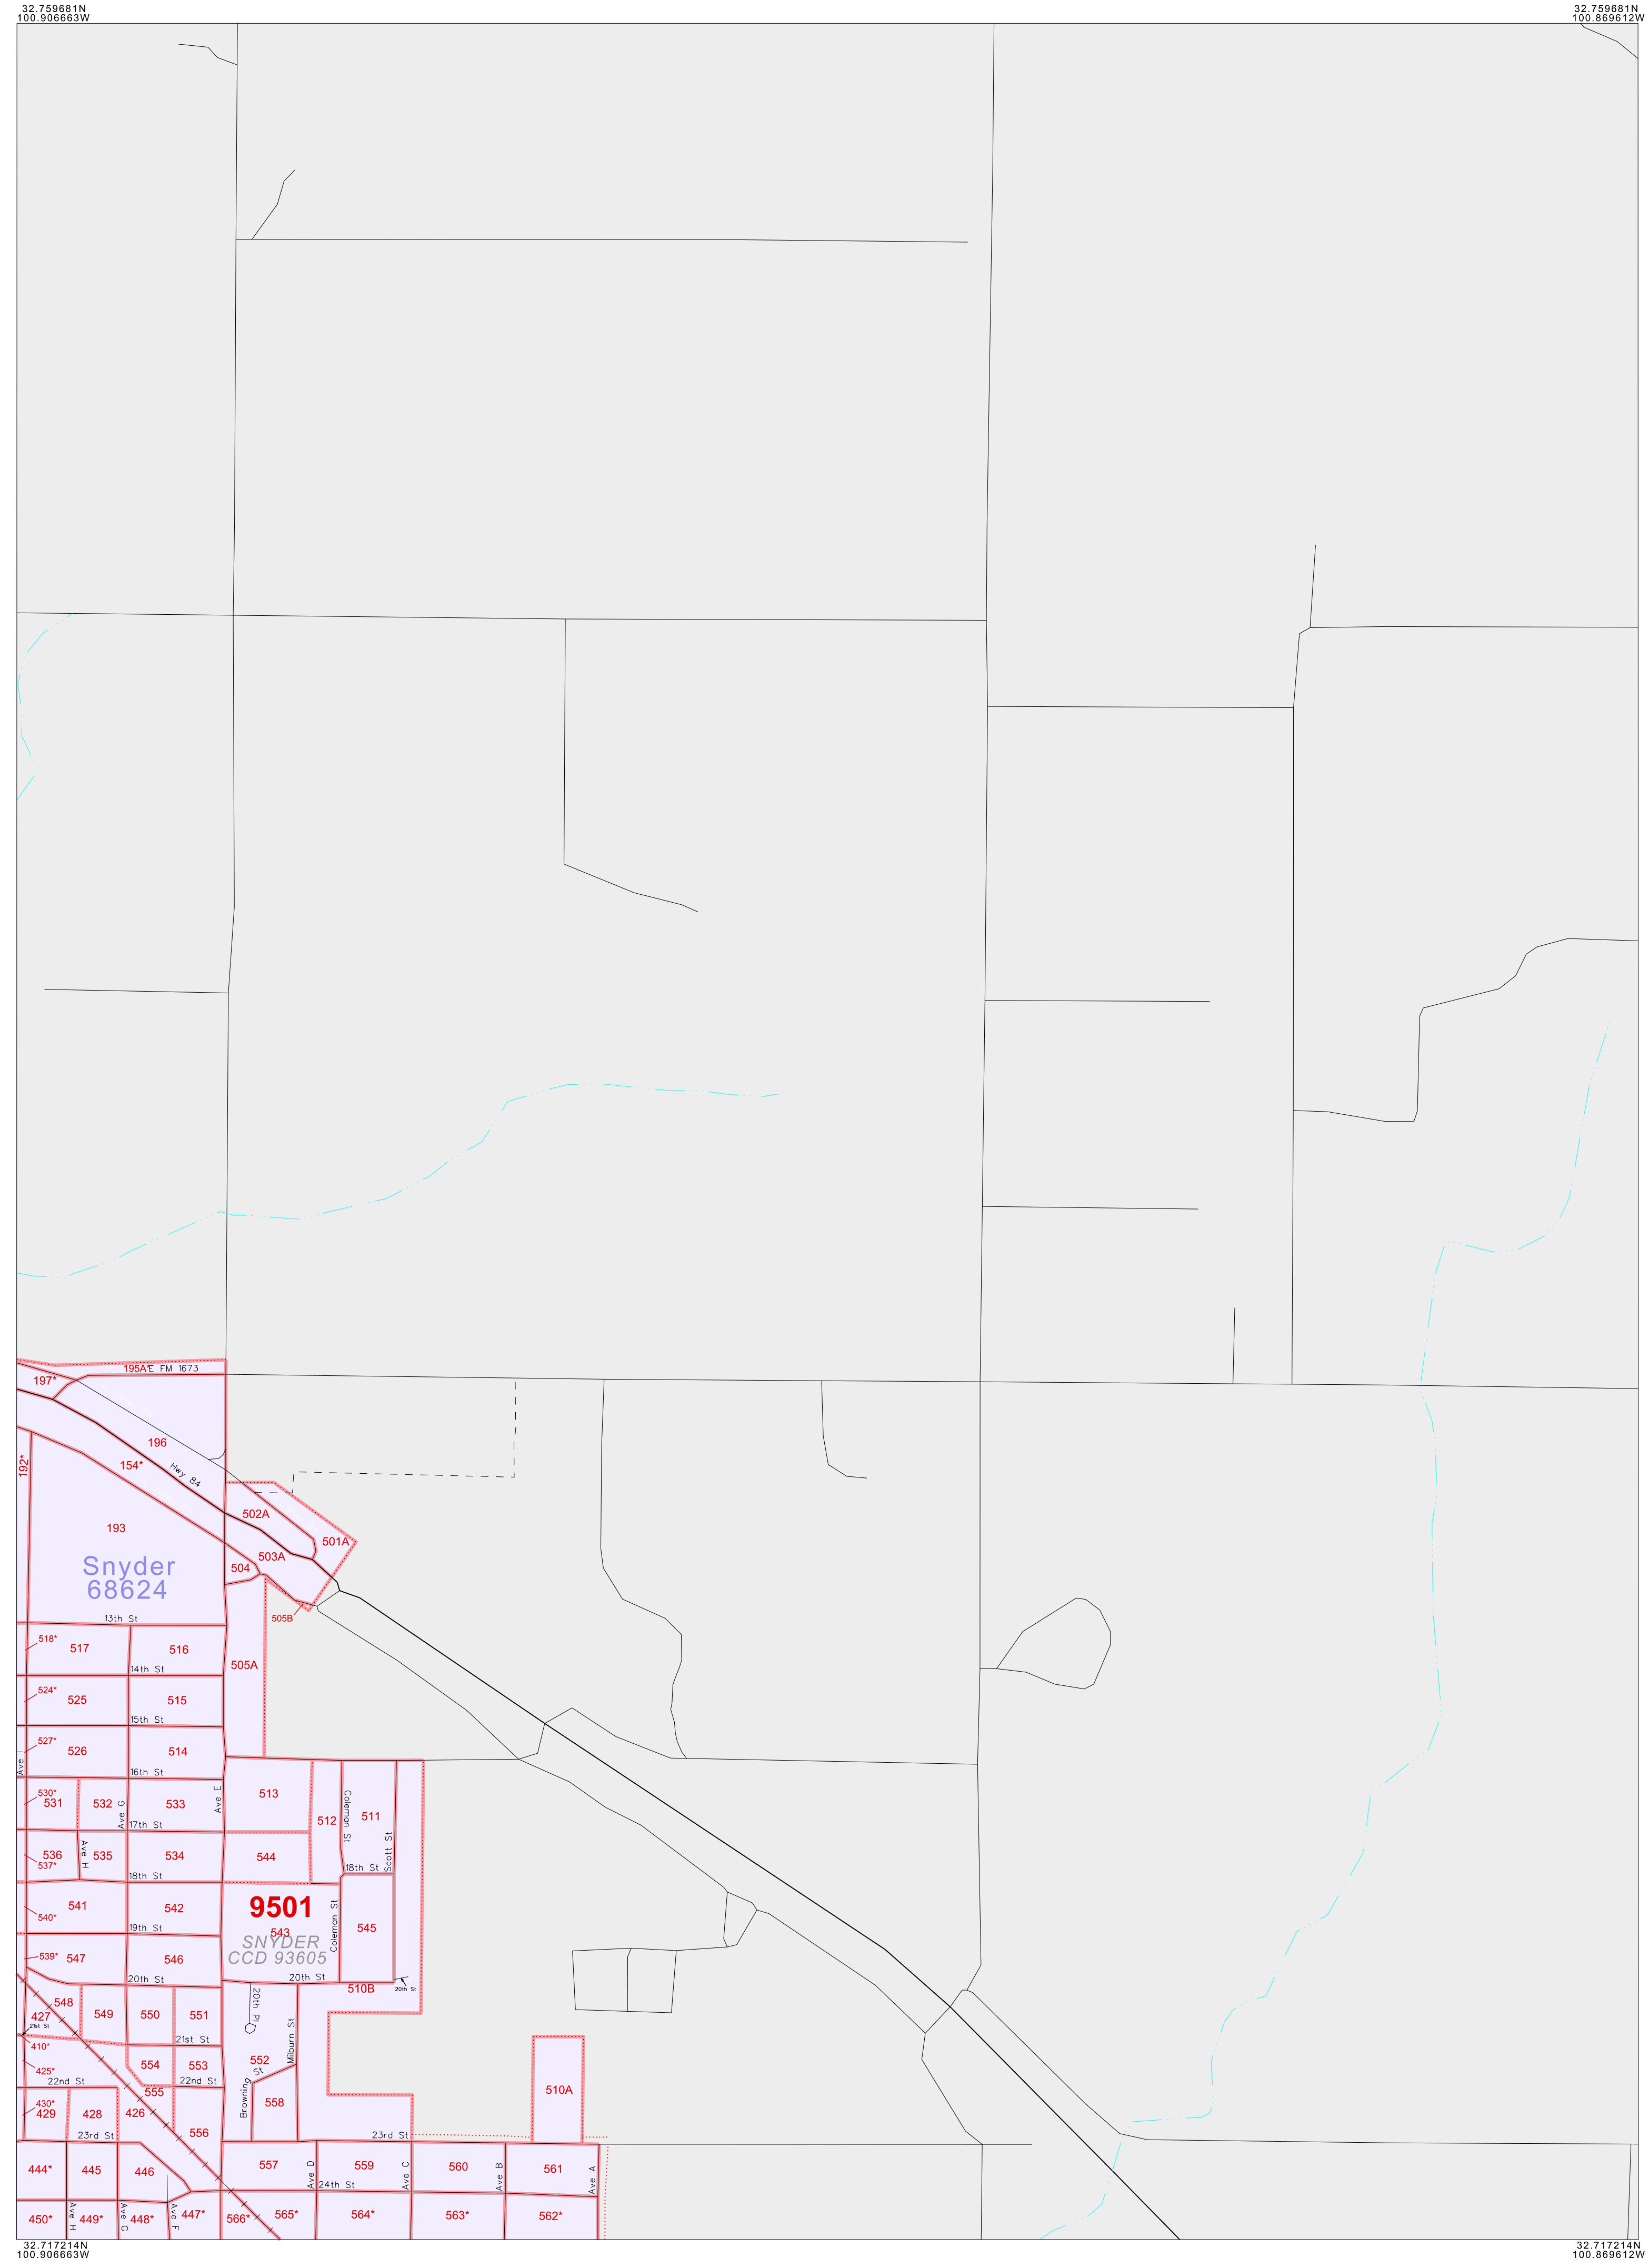 32.759681N
100.906663W
32.759681N
100.869612W
195A*
E FM 1673
197*
196
154*
Hwy 84
192*
193
Snyder
68624
502A
501A
503A
504
505B
505A
13th St
518*
517
516
14th St
524*
525
515
15th St
527*
526
514
Ave I
16th St
530*
531
532
533
Ave G
Ave E
513
512
Coleman St
511
Scott St
17th St
536
537*
Ave H
535
534
544
18th St
18th St
541
540*
542
9501
543
SNYDER
CCD 93605
Coleman St
545
19th St
539*
547
546
20th St
20th St
20th St
510B
548
427
549
550
551
20th Pl
Milburn St
21st St
21st St
410*
425*
554
553
552
22nd St
22nd St
555
Browning St
558
510A
430*
429
428
426
556
23rd St
23rd St
444*
445
446
557
Ave D
559
Ave C
560
Ave B
561
Ave A
24th St
450*
Ave H
449*
Ave G
448*
Ave F
447*
566*
565*
564*
563*
562*
32.717214N
100.906663W
32.717214N
100.869612W